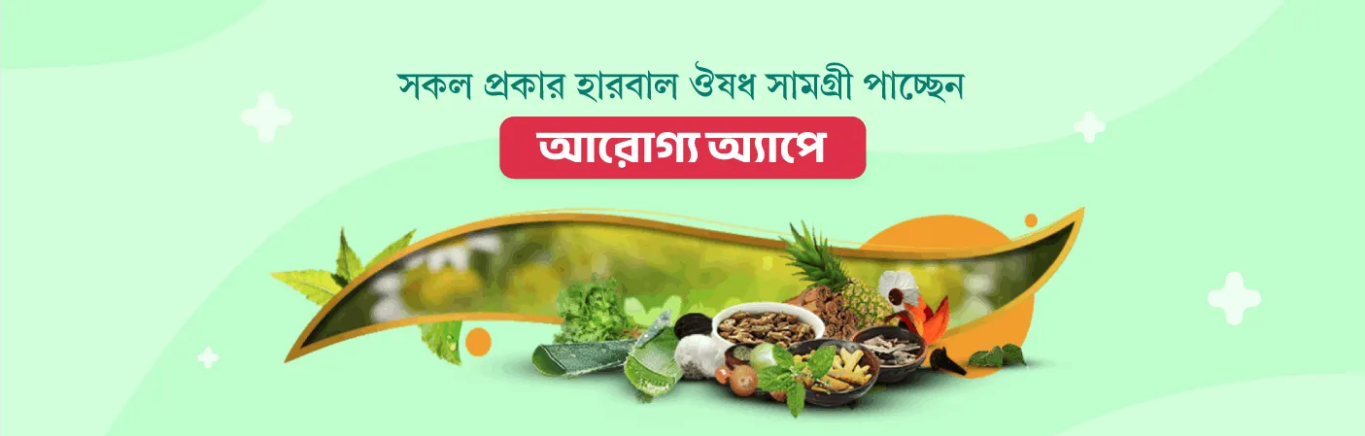 সকল প্রকার হারবাল ঔষধ সামগ্রী পাচ্ছেন
আরোগ্য অ্যাপে